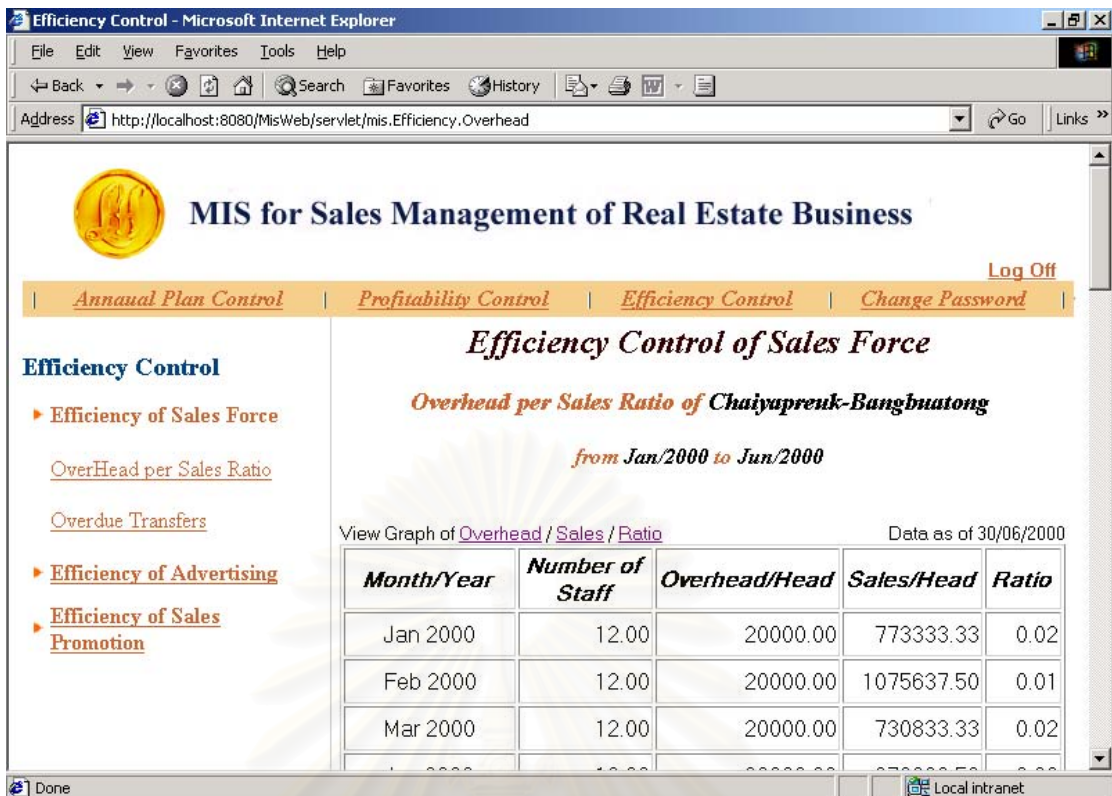 Efficiency Control - Microsoft Internet Explorer
File Edit View Favorites Tools Help
Back Search Favorites History
Address http://localhost:8080/MisWeb/servlet/mis.Efficiency.Overhead Go Links »
MIS for Sales Management of Real Estate Business
Log Off
| Annaual Plan Control | Profitability Control | Efficiency Control | Change Password |
Efficiency Control
Efficiency of Sales Force
OverHead per Sales Ratio
Overdue Transfers
Efficiency of Advertising
Efficiency of Sales
Promotion
Efficiency Control of Sales Force
Overhead per Sales Ratio of Chaiyapreuk-Bangbuatong
from Jan/2000 to Jun/2000
View Graph of Overhead / Sales / Ratio Data as of 30/06/2000
Month/Year Number of Staff Overhead/Head Sales/Head Ratio
Jan 2000 12.00 20000.00 773333.33 0.02
Feb 2000 12.00 20000.00 1075637.50 0.01
Mar 2000 12.00 20000.00 730833.33 0.02
Done Local intranet